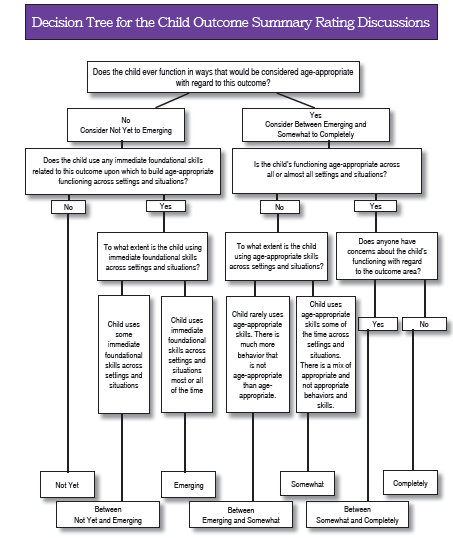 Decision Tree for the Child Outcome Summary Rating Discussions
Does the child ever function in ways that would be considered age-appropriate
with regard to this outcome?
No
Consider Not Yet to Emerging
Yes
Consider Between Emerging and
Somewhat to Completely
Does the child use any immediate foundational skills
related to this outcome upon which to build age-appropriate
functioning across settings and situations?
Is the child's functioning age-appropriate across
all or almost all settings and situations?
No
Yes
No
Yes
To what extent is the child using
immediate foundational skills
across settings and situations?
To what extent is the child
using age-appropriate skills
across settings and situations?
Does anyone have
concerns about the child's
functioning with regard
to the outcome area?
Child uses
some
immediate
foundational
skills across
settings and
situations
Child uses
immediate
foundational
skills across
settings and
situations
most or all
of the time
Child rarely uses
age-appropriate
skills. There is
much more
behavior that
is not
age-appropriate
than age-
appropriate.
Child uses
age-appropriate
skills some of
the time across
settings and
situations.
There is a mix of
appropriate and
not appropriate
behaviors and
skills.
Yes
No
Not Yet
Emerging
Somewhat
Completely
Between
Not Yet and Emerging
Between
Emerging and Somewhat
Between
Somewhat and Completely